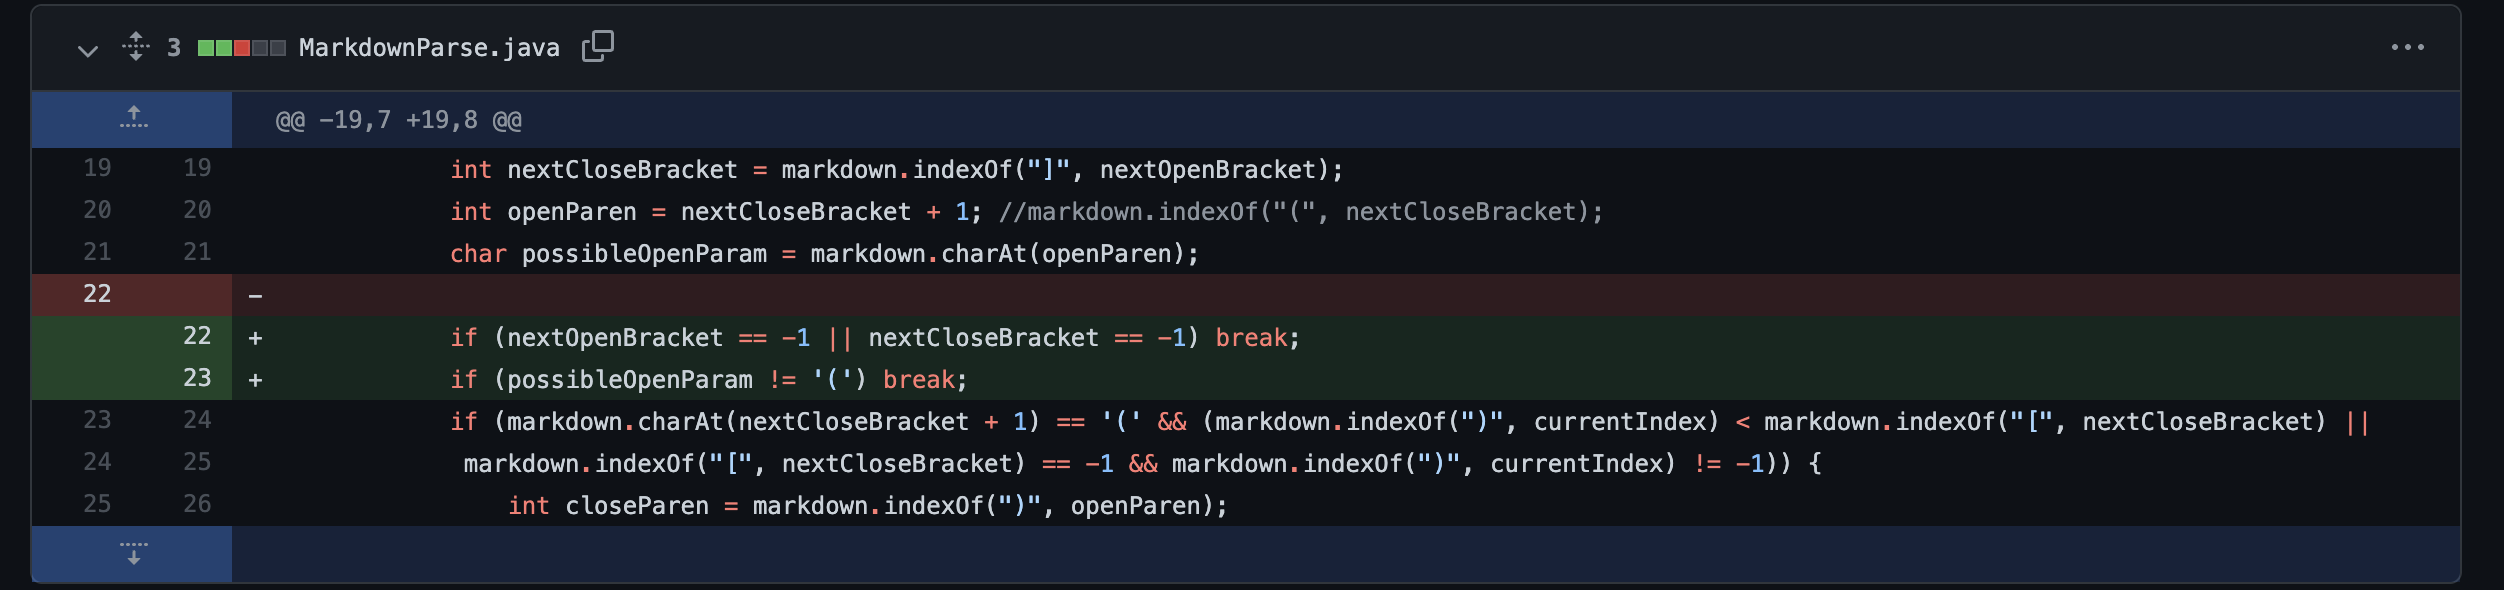 3 MarkdownParse.java
@@ -19,7 +19,8 @@
19 19 int nextCloseBracket = markdown.indexOf("]", nextOpenBracket);
20 20 int openParen = nextCloseBracket + 1; //markdown.indexOf("(", nextCloseBracket);
21 21 char possibleOpenParam = markdown.charAt(openParen);
22 -
22 + if (nextOpenBracket == -1 || nextCloseBracket == -1) break;
23 + if (possibleOpenParam != '(') break;
23 24 if (markdown.charAt(nextCloseBracket + 1) == '(' && (markdown.indexOf(")", currentIndex) < markdown.indexOf("[", nextCloseBracket) ||
24 25 markdown.indexOf("[", nextCloseBracket) == -1 && markdown.indexOf(")", currentIndex) != -1)) {
25 26 int closeParen = markdown.indexOf(")", openParen);